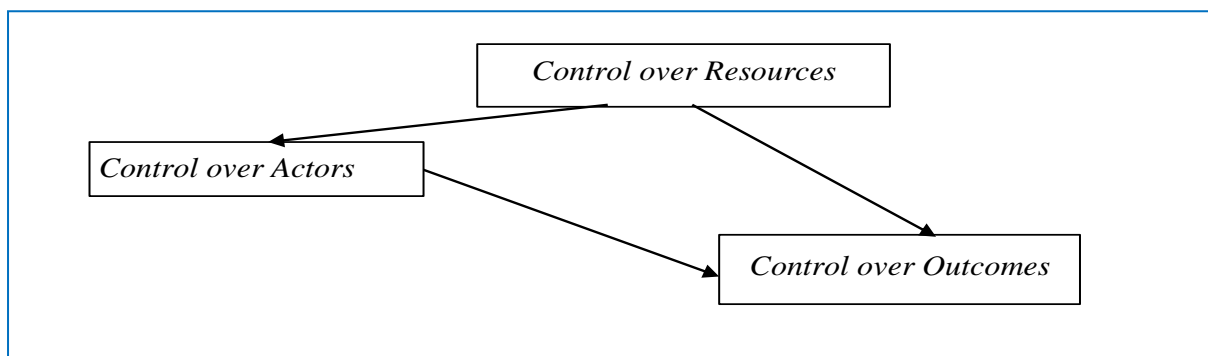 Control over Resources
Control over Actors
Control over Outcomes